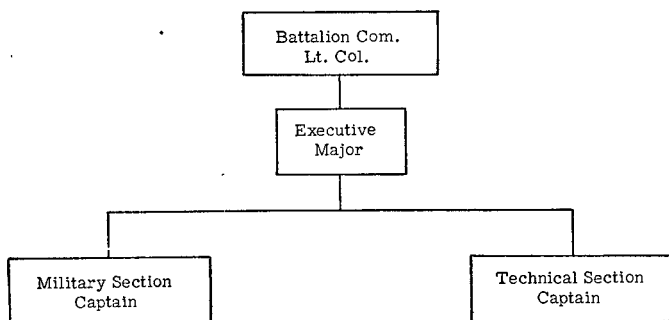 Battalion Com.
Lt. Col.
Executive
Major
Military Section
Captain
Technical Section
Captain